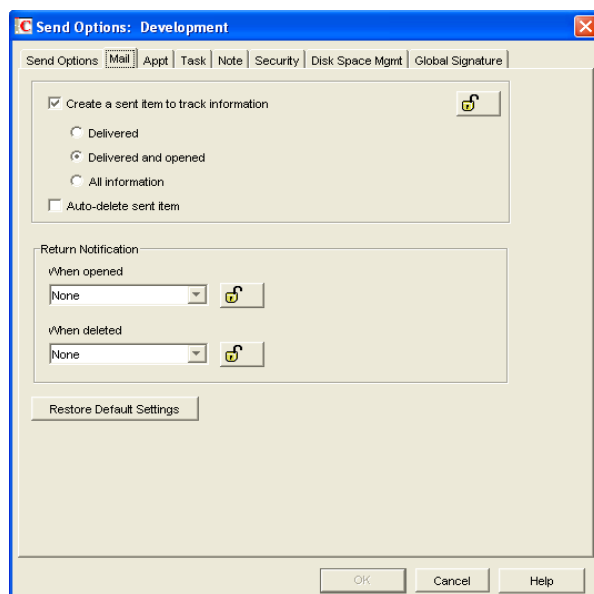 Send Options: Development
Send Options Mail Appt Task Note Security Disk Space Mgmt Global Signature
Create a sent item to track information
Delivered
Delivered and opened
All information
Auto-delete sent item
Return Notification
When opened
None
When deleted
None
Restore Default Settings
OK Cancel Help